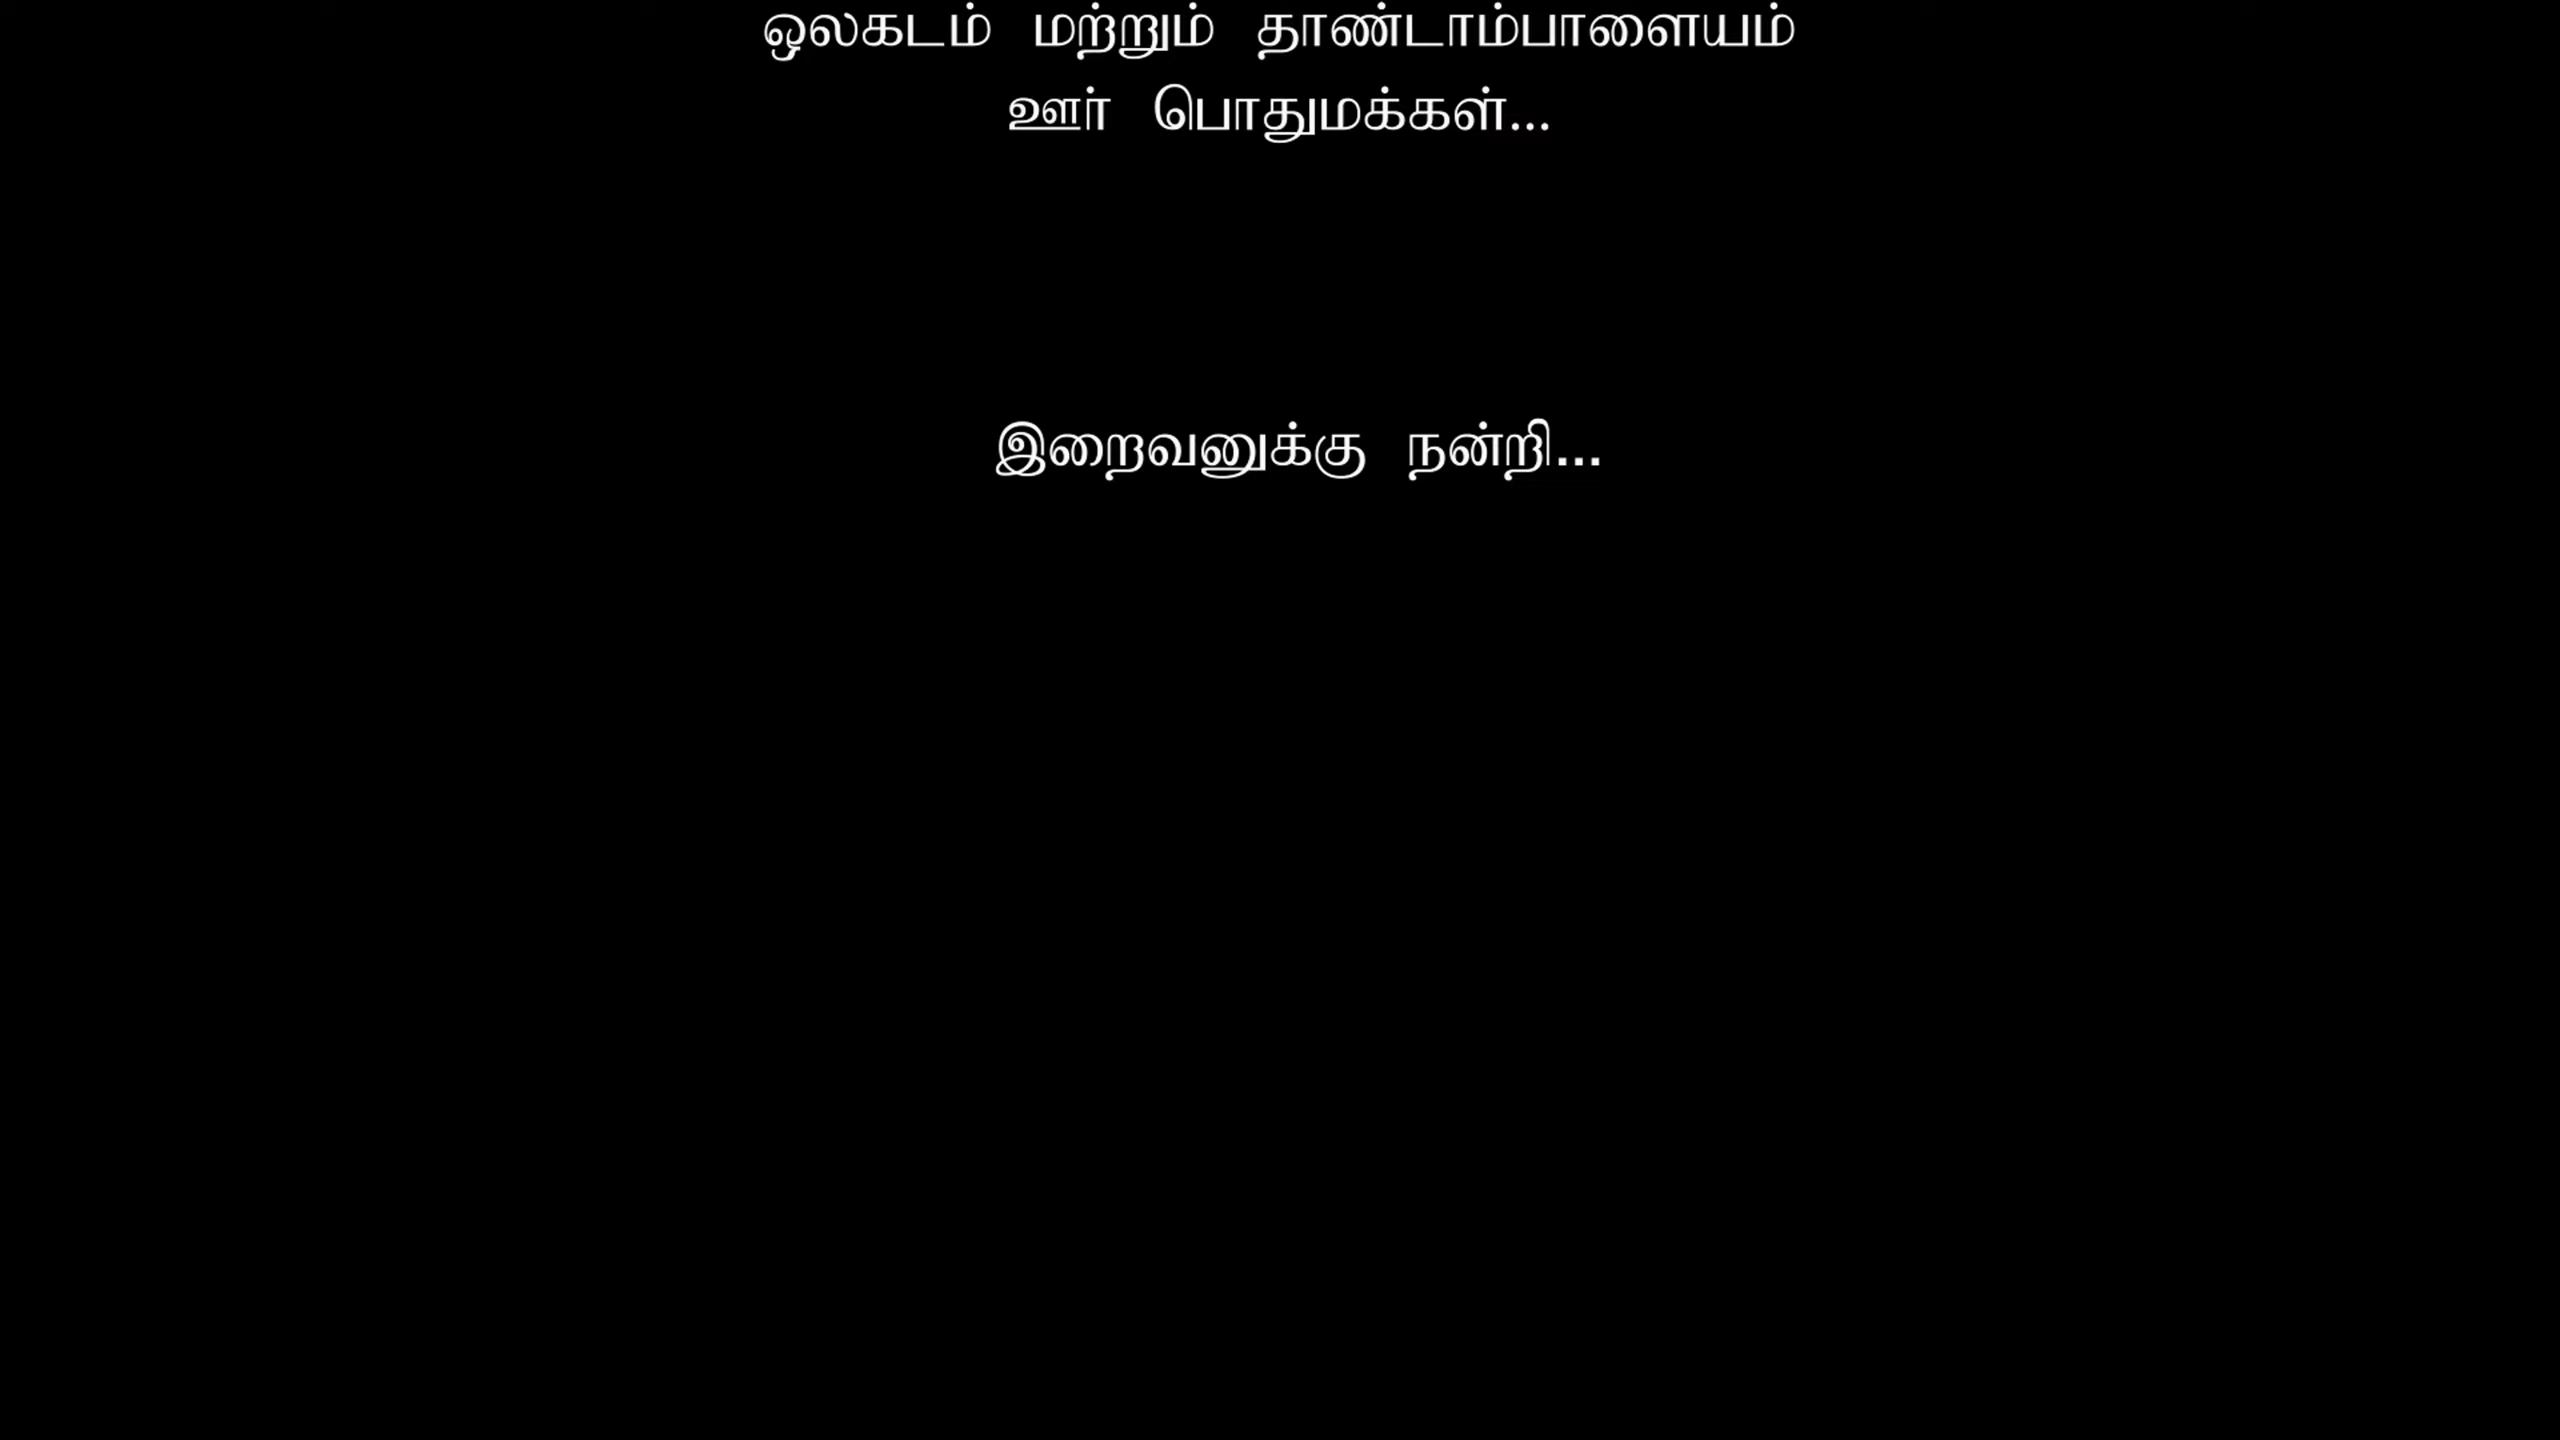 ஒலகடம் மற்றும் தாண்டாம்பாளையம்
ஊர் பொதுமக்கள்...
இறைவனுக்கு நன்றி...